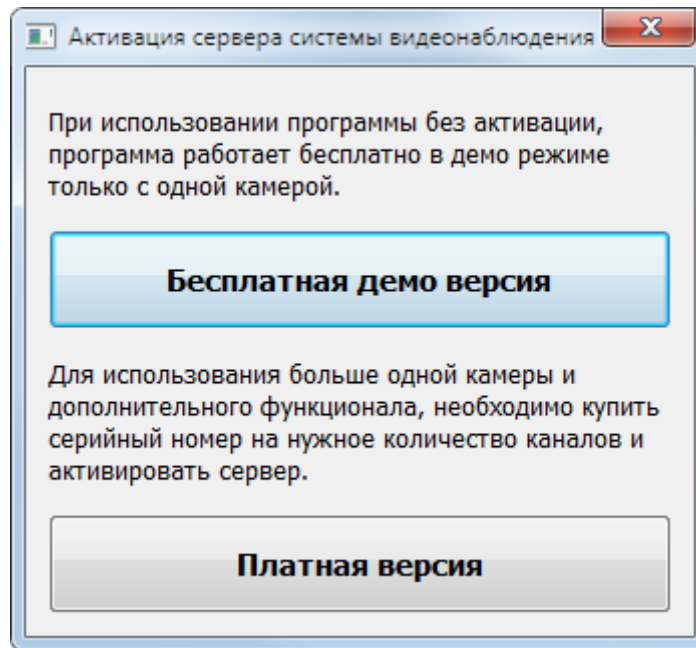 Активация сервера системы видеонаблюдения
При использовании программы без активации,
программа работает бесплатно в демо режиме
только с одной камерой.
Бесплатная демо версия
Для использования больше одной камеры и
дополнительного функционала, необходимо купить
серийный номер на нужное количество каналов и
активировать сервер.
Платная версия